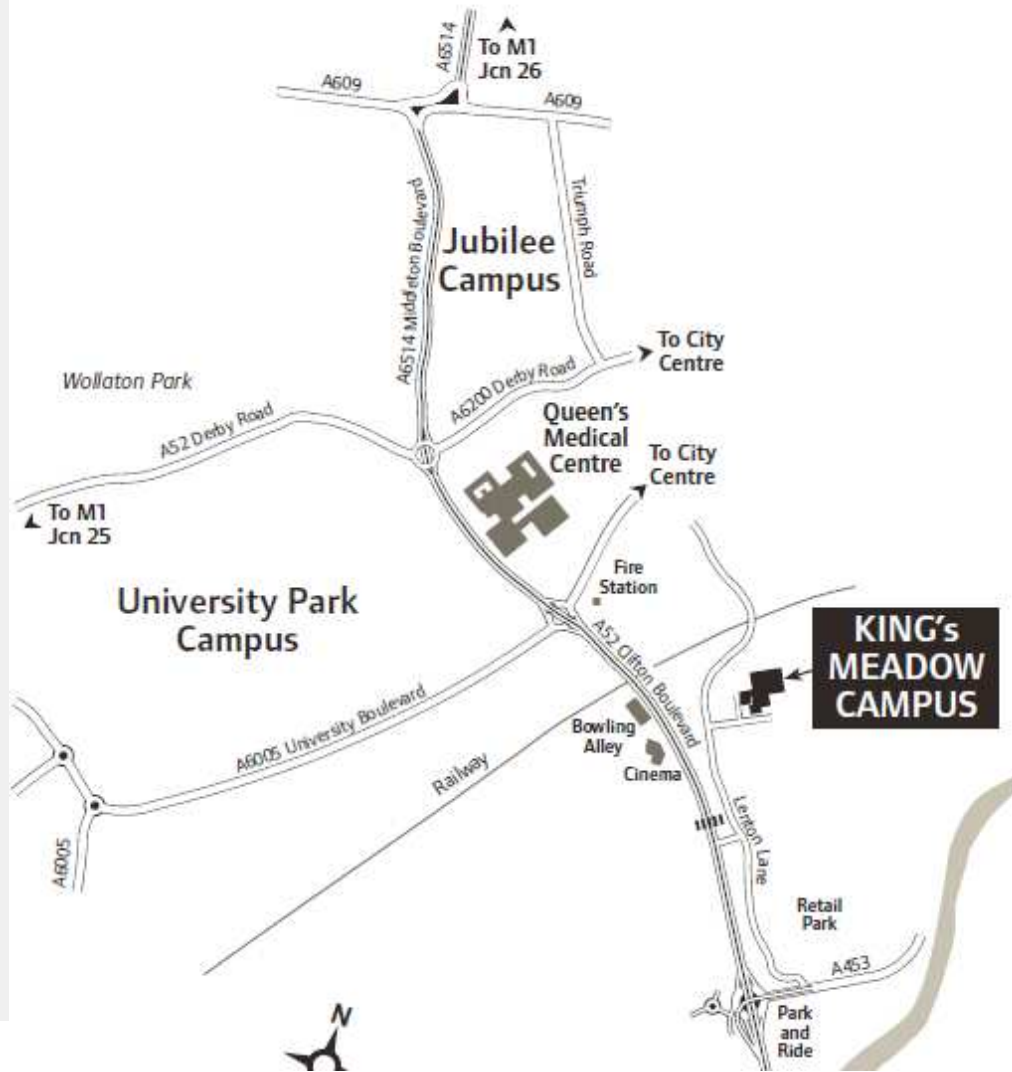 A6514
To M1
Jcn 26
A609
A609
A6514 Middleton Boulevard
Triumph Road
Jubilee
Campus
To City
Centre
Wollaton Park
A6200 Derby Road
A52 Derby Road
Queen's
Medical
Centre
To City
Centre
To M1
Jcn 25
Fire
Station
University Park
Campus
A52 Clifton Boulevard
KING's
MEADOW
CAMPUS
A6005 University Boulevard
Bowling
Alley
Cinema
Railway
Lenton Lane
A6005
Retail
Park
A453
Park
and
Ride
N